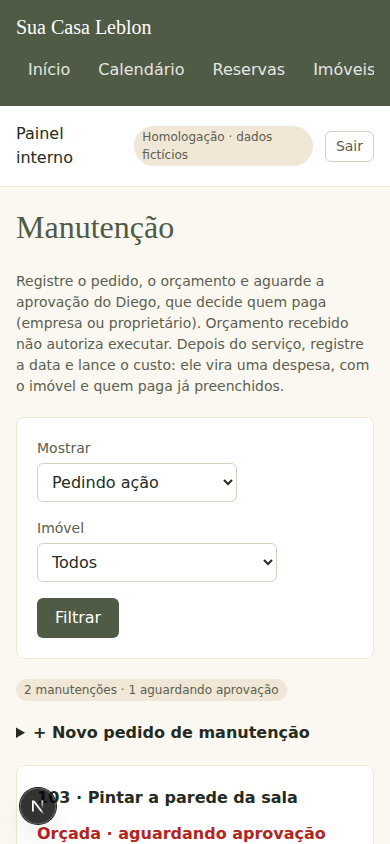 Sua Casa Leblon
Início Calendário Reservas Imóveis
Painel
interno
Homologação · dados
fictícios
Sair
Manutenção
Registre o pedido, o orçamento e aguarde a
aprovação do Diego, que decide quem paga
(empresa ou proprietário). Orçamento recebido
não autoriza executar. Depois do serviço, registre
a data e lance o custo: ele vira uma despesa, com
o imóvel e quem paga já preenchidos.
Mostrar
Pedindo ação
Imóvel
Todos
Filtrar
2 manutenções · 1 aguardando aprovação
+ Novo pedido de manutenção
103 · Pintar a parede da sala
N
Orçada · aguardando aprovação